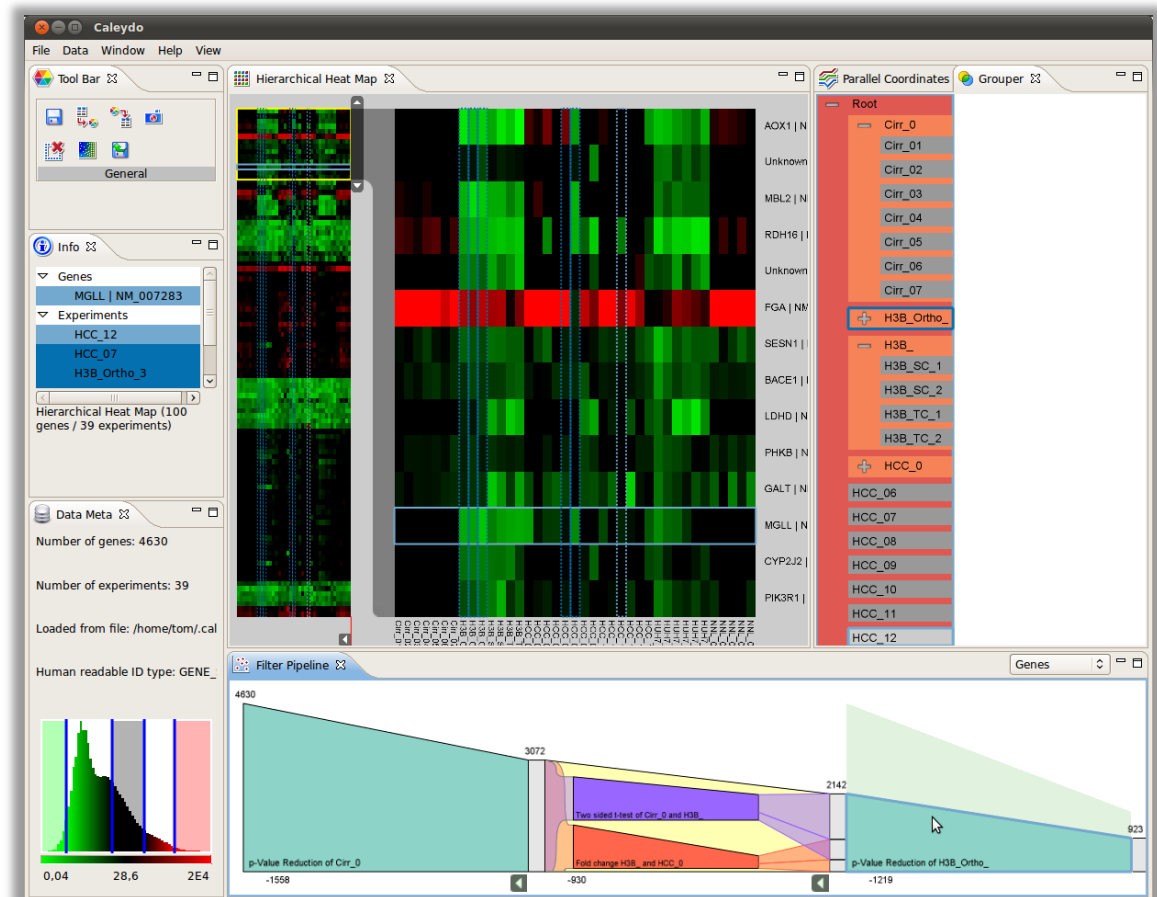 Caleydo
File Data Window Help View
Tool Bar
General
Info
Genes
MGLL | NM_007283
Experiments
HCC_12
HCC_07
H3B_Ortho_3
Hierarchical Heat Map (100
genes / 39 experiments)
Data Meta
Number of genes: 4630
Number of experiments: 39
Loaded from file: /home/tom/.cal
Human readable ID type: GENE_
0,04 28,6 2E4
Hierarchical Heat Map
AOX1 | N
Unknown
MBL2 | N
RDH16 |
Unknown
FGA | NM
SESN1 |
BACE1 |
LDHD | N
PHKB | N
GALT | N
MGLL | N
CYP2J2 |
PIK3R1 |
Parallel Coordinates
Grouper
Root
Cirr_0
Cirr_01
Cirr_02
Cirr_03
Cirr_04
Cirr_05
Cirr_06
Cirr_07
H3B_Ortho_
H3B_
H3B_SC_1
H3B_SC_2
H3B_TC_1
H3B_TC_2
HCC_0
HCC_06
HCC_07
HCC_08
HCC_09
HCC_10
HCC_11
HCC_12
Filter Pipeline
Genes
4630
3072
2142
923
Two sided t-test of Cirr_0 and H3B_
p-Value Reduction of Cirr_0
Fold change H3B_ and HCC_0
p-Value Reduction of H3B_Ortho_
-1558
-930
-1219